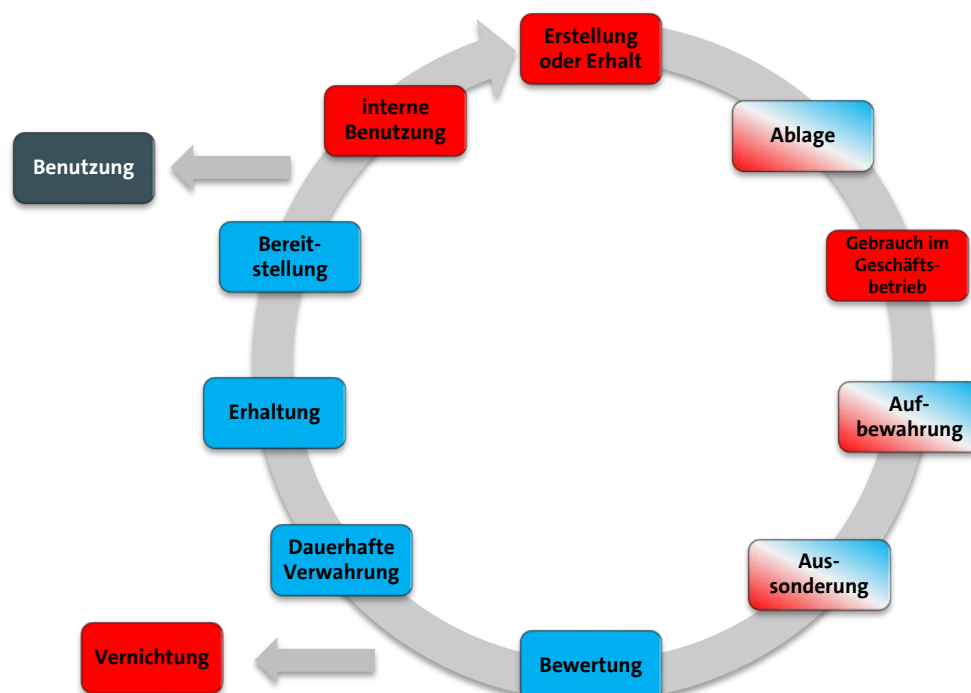 Erstellung
oder Erhalt
Ablage
Gebrauch im
Geschäfts-
betrieb
Auf-
bewahrung
Aus-
sonderung
Bewertung
Vernichtung
Dauerhafte
Verwahrung
Erhaltung
Bereit-
stellung
Benutzung
interne
Benutzung